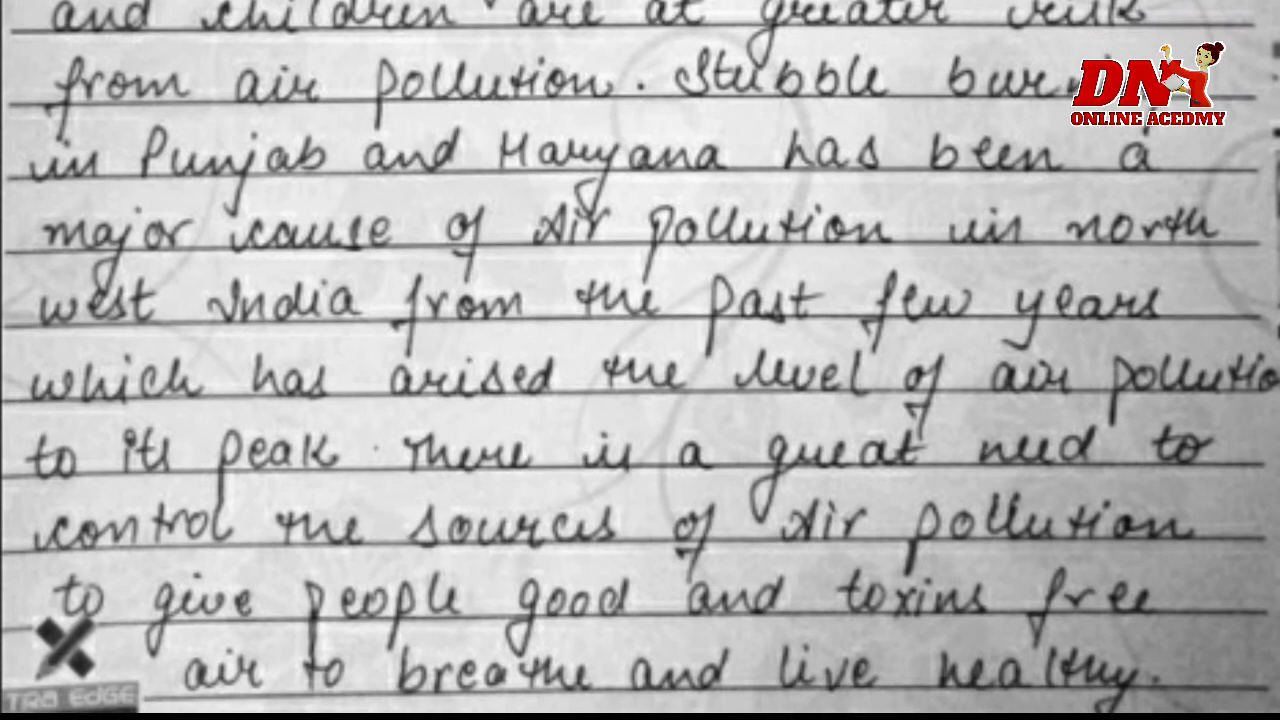 and children are at greater risk
from air pollution. Stubble
in Punjab and Haryana has been a
major cause of Air pollution in north
west India from the past few years
which has arised the level of air pollutio
to its peak. There is a great need to
control the sources of Air pollution
to give people good and toxins free
air to breathe and live healthy.
DN
ONLINE ACEDMY
TRB EDGE